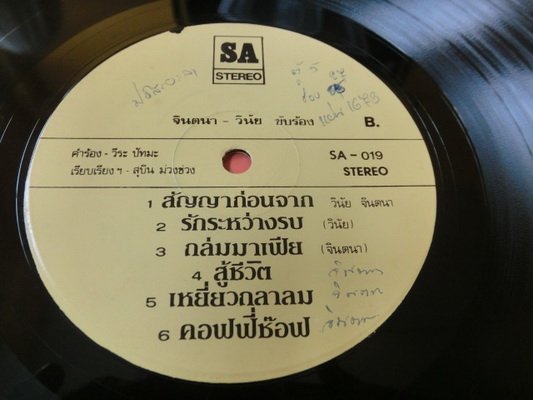 SA
STEREO
จินตนา - วินัย ขับร้อง B.
คำร้อง - วีระ ปัทมะ
เรียบเรียง ฯ - สุบิน ม่วงช่วง
SA - 019
STEREO
1 สัญญาก่อนจาก วินัย จินตนา
2 รักระหว่างรบ (วินัย)
3 ถล่มมาเฟีย (จินตนา)
4 สู้ชีวิต
5 เหยี่ยวถลาลม
6 คอฟฟี่ช๊อฟ